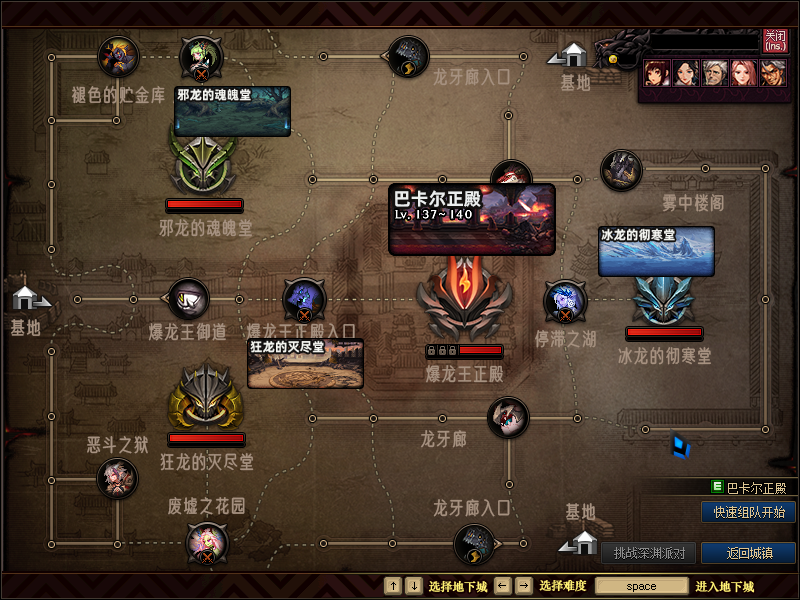 关闭
(Ins.)
龙牙廊入口
基地
褪色的贮金库
邪龙的魂魄堂
巴卡尔正殿
Lv. 137~140
雾中楼阁
邪龙的魂魄堂
冰龙的彻寒堂
基地
爆龙王御道
爆龙王正殿入口
停滞之湖
冰龙的彻寒堂
狂龙的灭尽堂
爆龙王正殿
恶斗之狱
狂龙的灭尽堂
龙牙廊
E 巴卡尔正殿
废墟之花园
龙牙廊入口
基地
快速组队开始
挑战深渊派对
返回城镇
↑ ↓ 选择地下城 ← → 选择难度 space 进入地下城